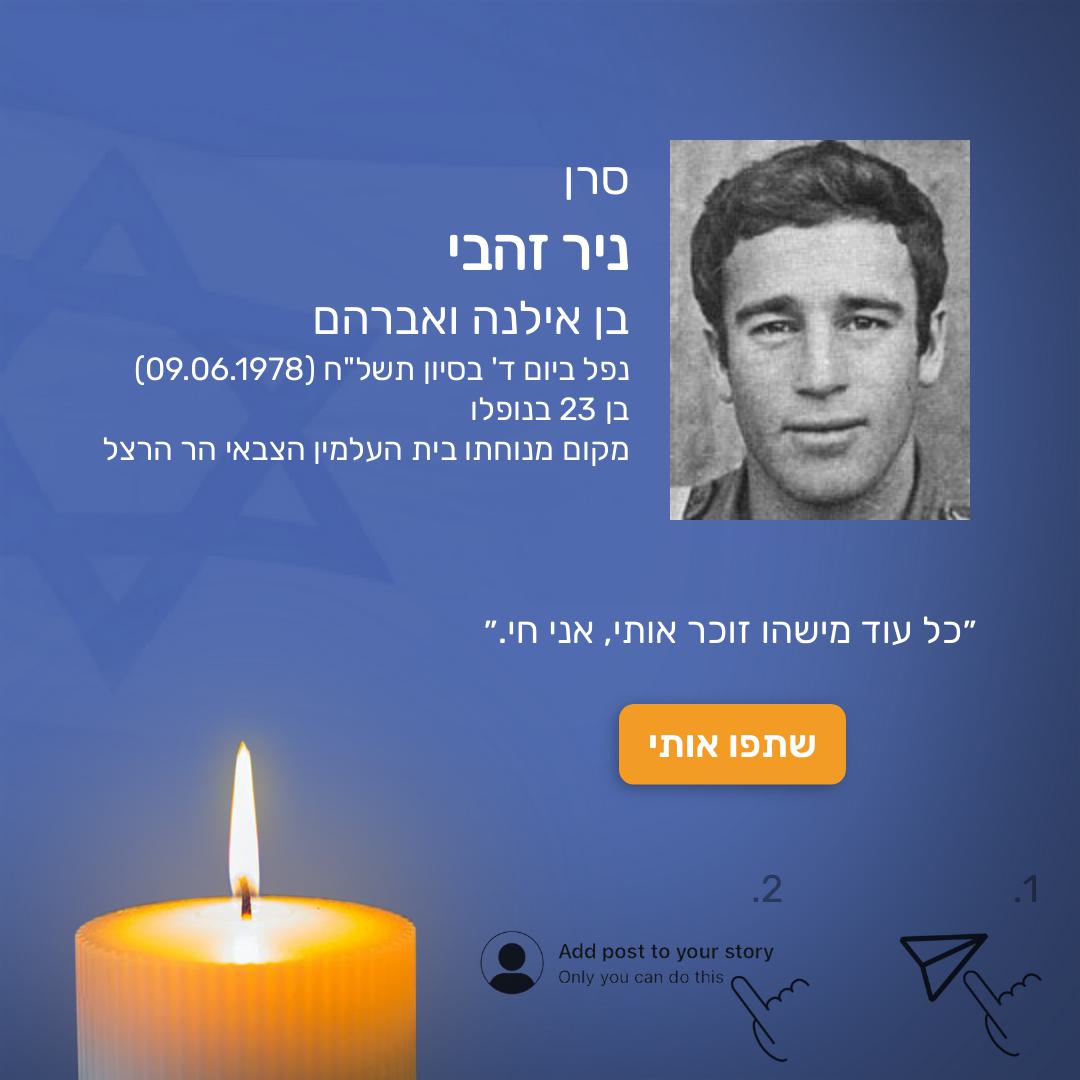 סרן
ניר זהבי
בן אילנה ואברהם
נפל ביום ד' בסיון תשל"ח (09.06.1978)
בן 23 בנופלו
מקום מנוחתו בית העלמין הצבאי הר הרצל
״כל עוד מישהו זוכר אותי, אני חי.״
שתפו אותי
.1
.2
Add post to your story
Only you can do this